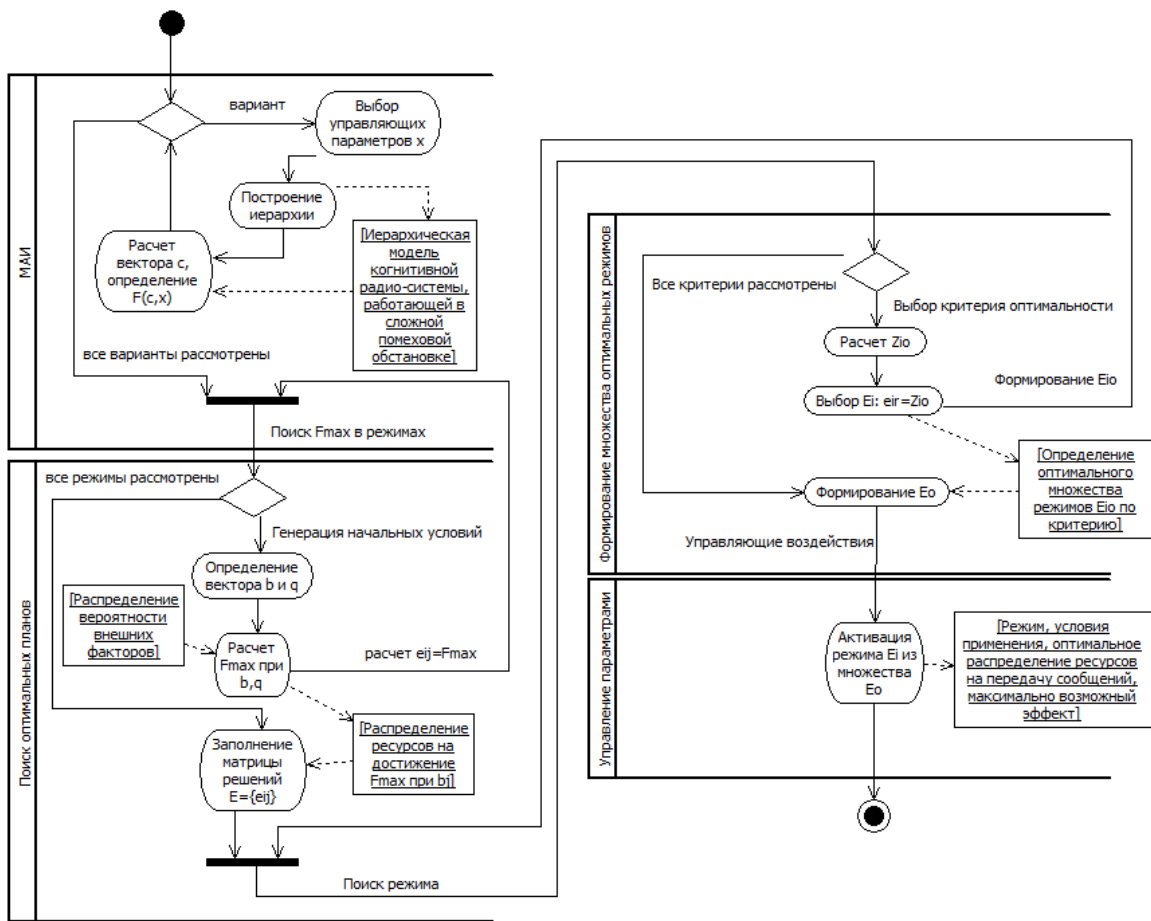 МАИ
вариант
Выбор
управляющих
параметров x
Построение
иерархии
Расчет
вектора c,
определение
F(c,x)
[Иерархическая
модель
когнитивной
радио-системы,
работающей в
сложной
помеховой
обстановке]
все варианты рассмотрены
Поиск Fmax в режимах
Поиск оптимальных планов
все режимы рассмотрены
Генерация начальных условий
Определение
вектора b и q
[Распределение
вероятности
внешних
факторов]
Расчет
Fmax при
b,q
расчет eij=Fmax
[Распределение
ресурсов на
достижение
Fmax при bj]
Заполнение
матрицы
решений
E={eij}
Поиск режима
Формирование множества оптимальных режимов
Все критерии рассмотрены
Выбор критерия оптимальности
Расчет Zio
Формирование Eio
Выбор Ei: eir=Zio
[Определение
оптимального
множества
режимов Eio по
критерию]
Формирование Eo
Управляющие воздействия
Управление параметрами
Активация
режима Ei из
множества
Eo
[Режим, условия
применения, оптимальное
распределение ресурсов
на передачу сообщений,
максимально возможный
эффект]